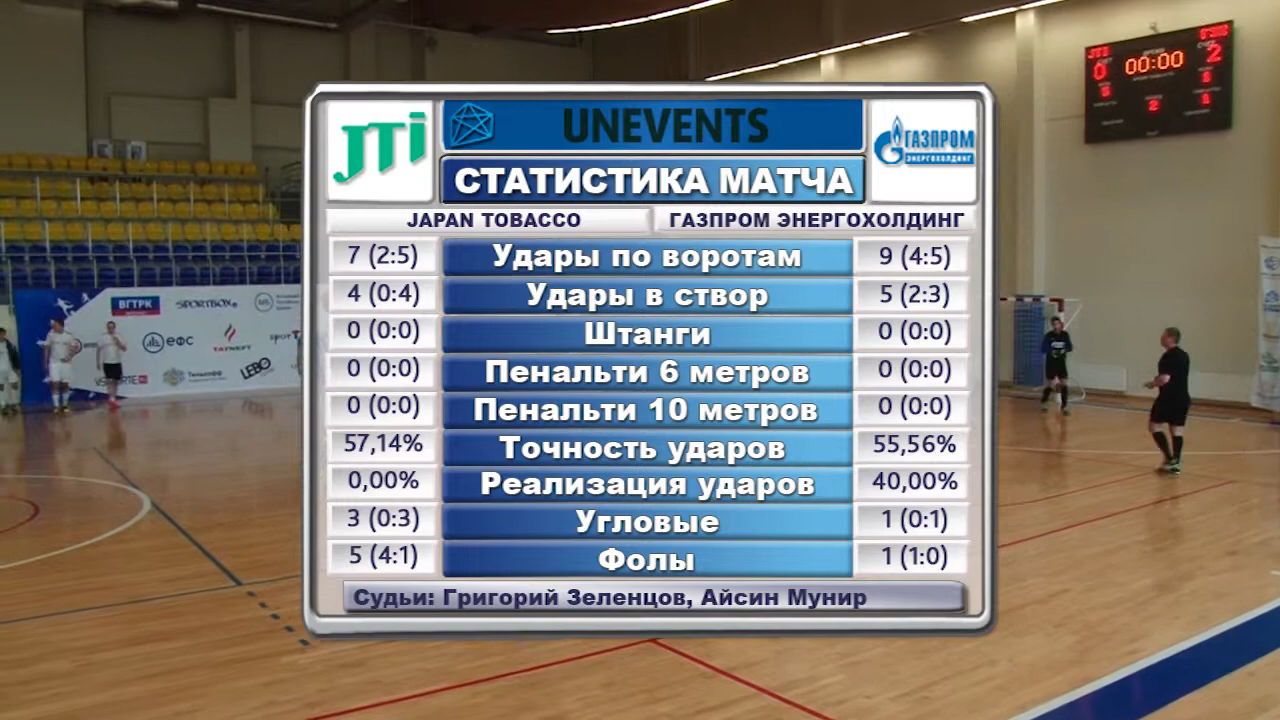 JTI
UNEVENTS
ГАЗПРОМ
ЭНЕРГОХОЛДИНГ
СТАТИСТИКА МАТЧА
JAPAN TOBACCO
ГАЗПРОМ ЭНЕРГОХОЛДИНГ
7 (2:5) Удары по воротам 9 (4:5)
4 (0:4) Удары в створ 5 (2:3)
0 (0:0) Штанги 0 (0:0)
0 (0:0) Пенальти 6 метров 0 (0:0)
0 (0:0) Пенальти 10 метров 0 (0:0)
57,14% Точность ударов 55,56%
0,00% Реализация ударов 40,00%
3 (0:3) Угловые 1 (0:1)
5 (4:1) Фолы 1 (1:0)
Судьи: Григорий Зеленцов, Айсин Мунир
0 00:00 2
2
ВГТРК
SPORTBOX
ЕФС
ТАТNEFT
LEBO